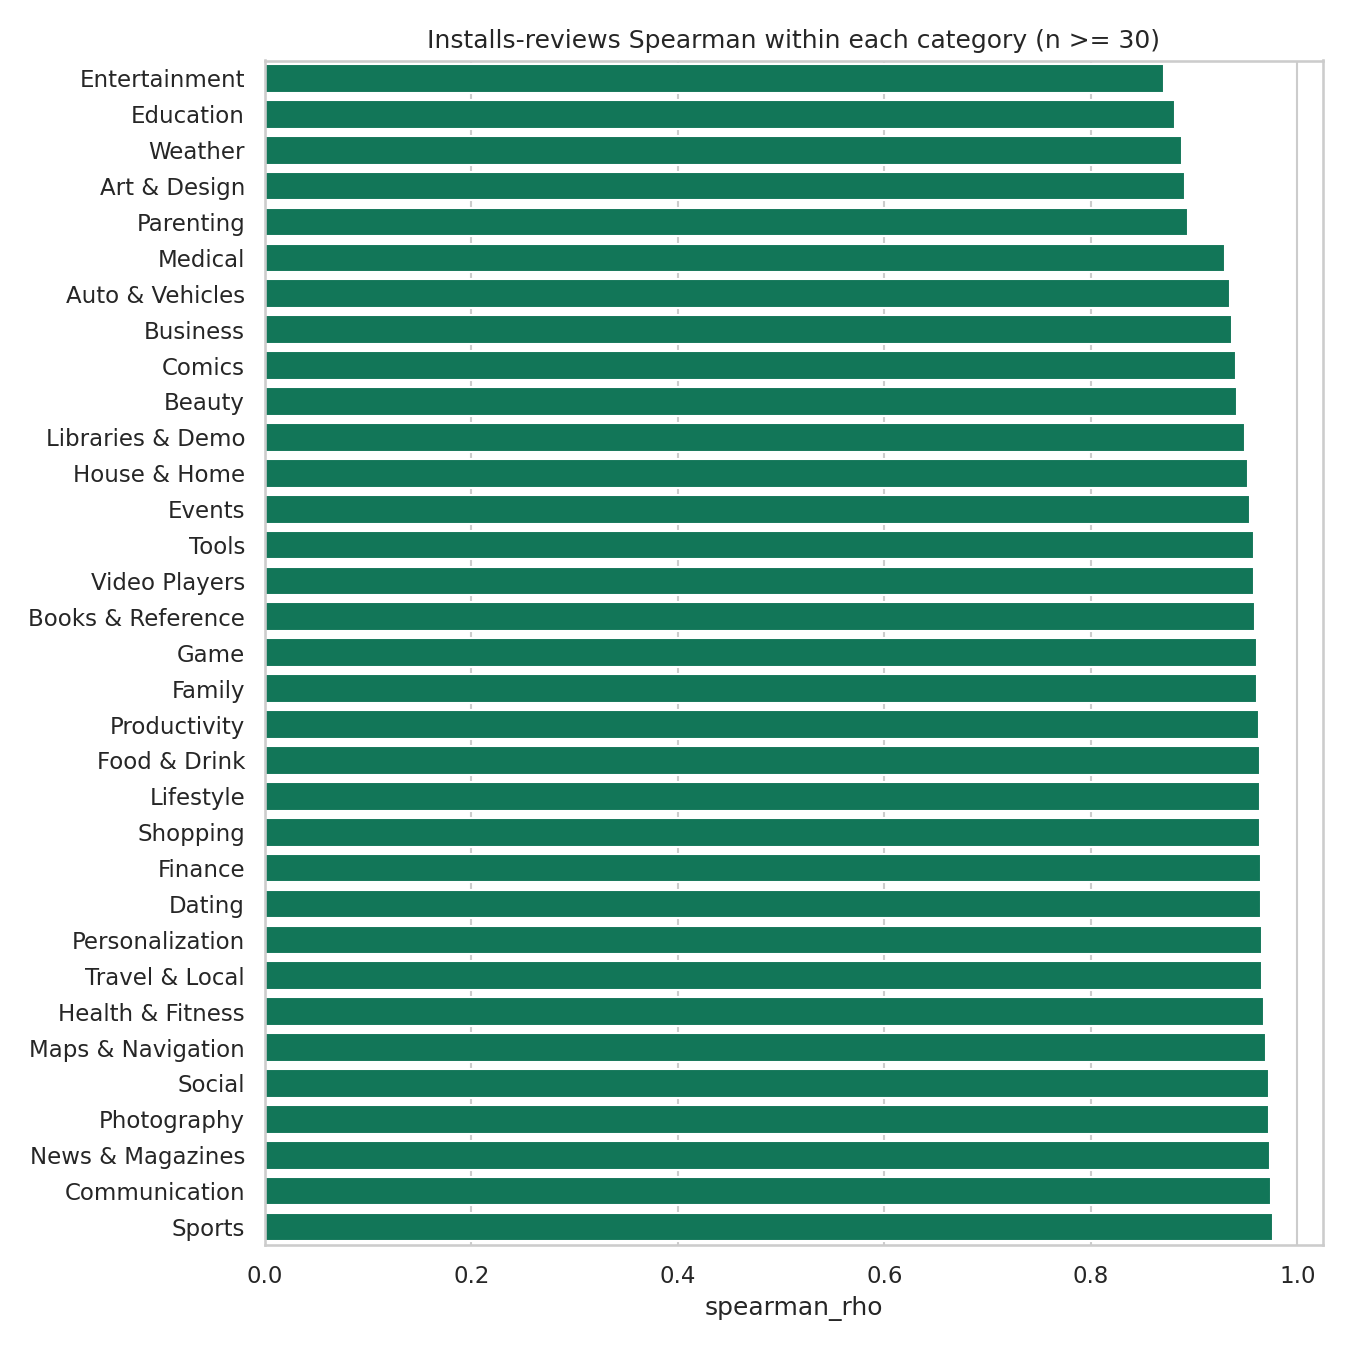 Installs-reviews Spearman within each category (n >= 30)
Entertainment
Education
Weather
Art & Design
Parenting
Medical
Auto & Vehicles
Business
Comics
Beauty
Libraries & Demo
House & Home
Events
Tools
Video Players
Books & Reference
Game
Family
Productivity
Food & Drink
Lifestyle
Shopping
Finance
Dating
Personalization
Travel & Local
Health & Fitness
Maps & Navigation
Social
Photography
News & Magazines
Communication
Sports
0.0 0.2 0.4 0.6 0.8 1.0
spearman_rho